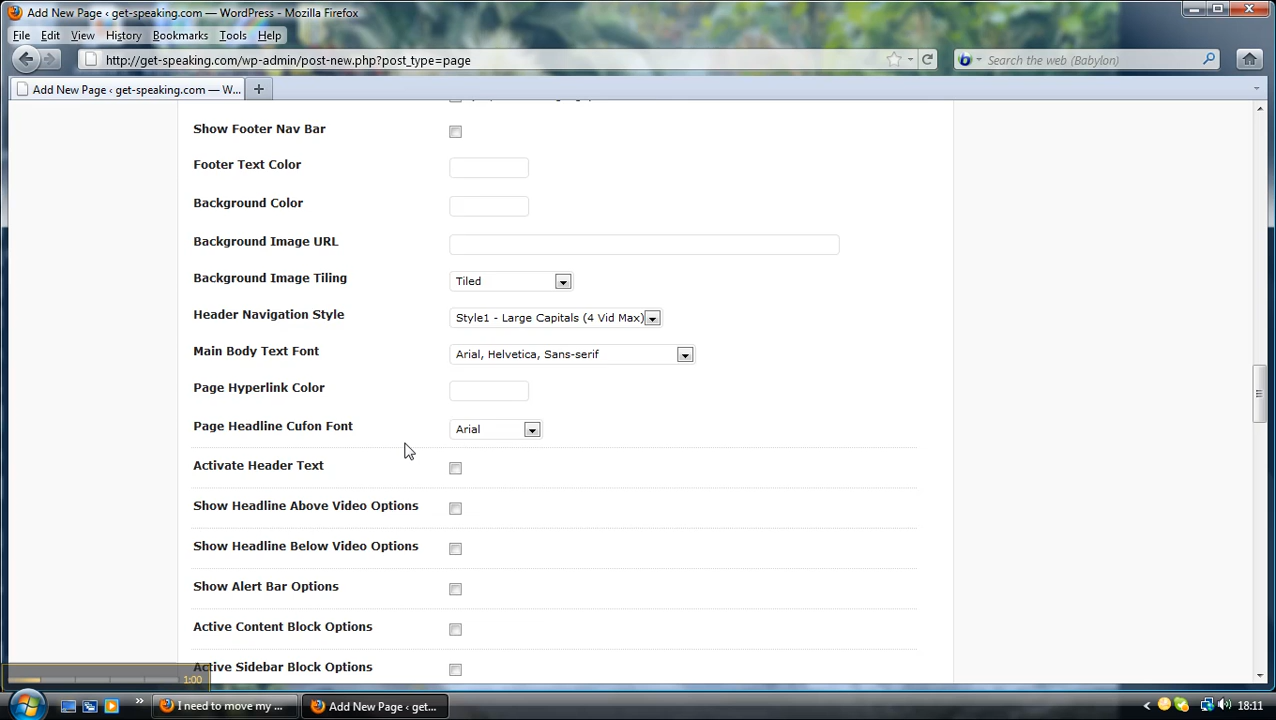 Add New Page ‹ get-speaking.com — WordPress - Mozilla Firefox
File Edit View History Bookmarks Tools Help
http://get-speaking.com/wp-admin/post-new.php?post_type=page
Search the web (Babylon)
Add New Page ‹ get-speaking.com — W...
Show Footer Nav Bar
Footer Text Color
Background Color
Background Image URL
Background Image Tiling Tiled
Header Navigation Style Style1 - Large Capitals (4 Vid Max)
Main Body Text Font Arial, Helvetica, Sans-serif
Page Hyperlink Color
Page Headline Cufon Font Arial
Activate Header Text
Show Headline Above Video Options
Show Headline Below Video Options
Show Alert Bar Options
Active Content Block Options
Active Sidebar Block Options
1:00
I need to move my ... Add New Page ‹ get... 18:11